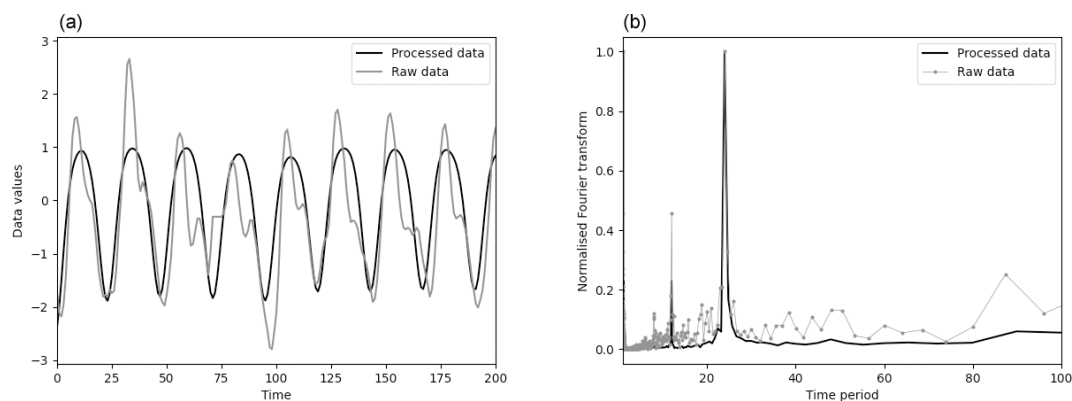 (a)
Processed data
Raw data
Data values
3
2
1
0
−1
−2
−3
0 25 50 75 100 125 150 175 200
Time
(b)
Processed data
Raw data
Normalised Fourier transform
1.0
0.8
0.6
0.4
0.2
0.0
20 40 60 80 100
Time period